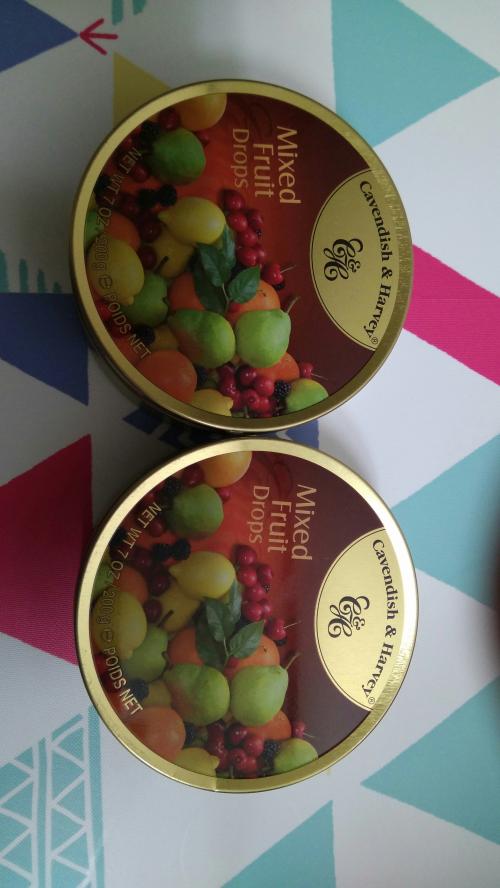 Cavendish & Harvey®
C&H
Mixed
Fruit
Drops
NET WT 7 OZ 200g ℮ POIDS NET
Cavendish & Harvey®
C&H
Mixed
Fruit
Drops
NET WT 7 OZ 200g ℮ POIDS NET